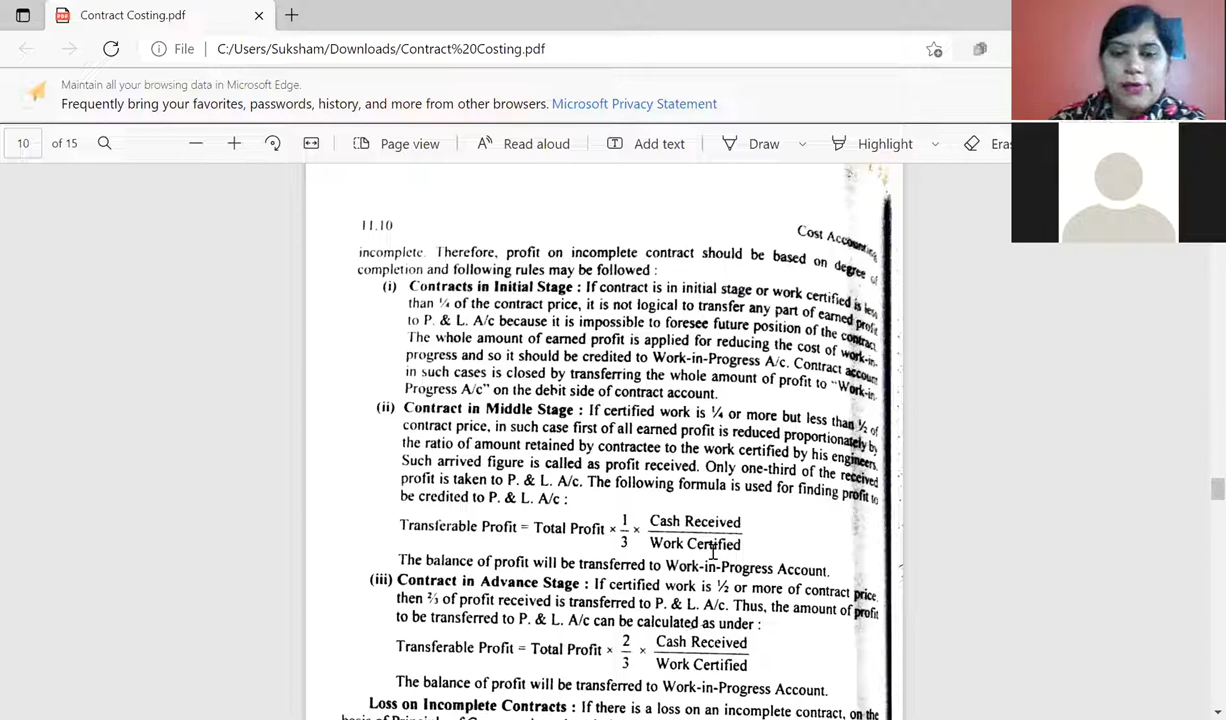 Contract Costing.pdf
File C:/Users/Suksham/Downloads/Contract%20Costing.pdf
Maintain all your browsing data in Microsoft Edge.
Frequently bring your favorites, passwords, history, and more from other browsers. Microsoft Privacy Statement
10 of 15 Page view Read aloud Add text Draw Highlight Eras
11.10
Cost Accounting
incomplete. Therefore, profit on incomplete contract should be based on degree of
completion and following rules may be followed :
(i) Contracts in Initial Stage : If contract is in initial stage or work certified is less
than ¼ of the contract price, it is not logical to transfer any part of earned profit
to P. & L. A/c because it is impossible to foresee future position of the contract.
The whole amount of earned profit is applied for reducing the cost of work-in-
progress and so it should be credited to Work-in-Progress A/c. Contract account
in such cases is closed by transferring the whole amount of profit to "Work-in-
Progress A/c" on the debit side of contract account.
(ii) Contract in Middle Stage : If certified work is ¼ or more but less than ½ of
contract price, in such case first of all earned profit is reduced proportionately by
the ratio of amount retained by contractee to the work certified by his engineers.
Such arrived figure is called as profit received. Only one-third of the received
profit is taken to P. & L. A/c. The following formula is used for finding profit to
be credited to P. & L. A/c :
Transferable Profit = Total Profit × 1/3 × Cash Received / Work Certified
The balance of profit will be transferred to Work-in-Progress Account.
(iii) Contract in Advance Stage : If certified work is ½ or more of contract price,
then ⅔ of profit received is transferred to P. & L. A/c. Thus, the amount of profit
to be transferred to P. & L. A/c can be calculated as under :
Transferable Profit = Total Profit × 2/3 × Cash Received / Work Certified
The balance of profit will be transferred to Work-in-Progress Account.
Loss on Incomplete Contracts : If there is a loss on an incomplete contract, on the